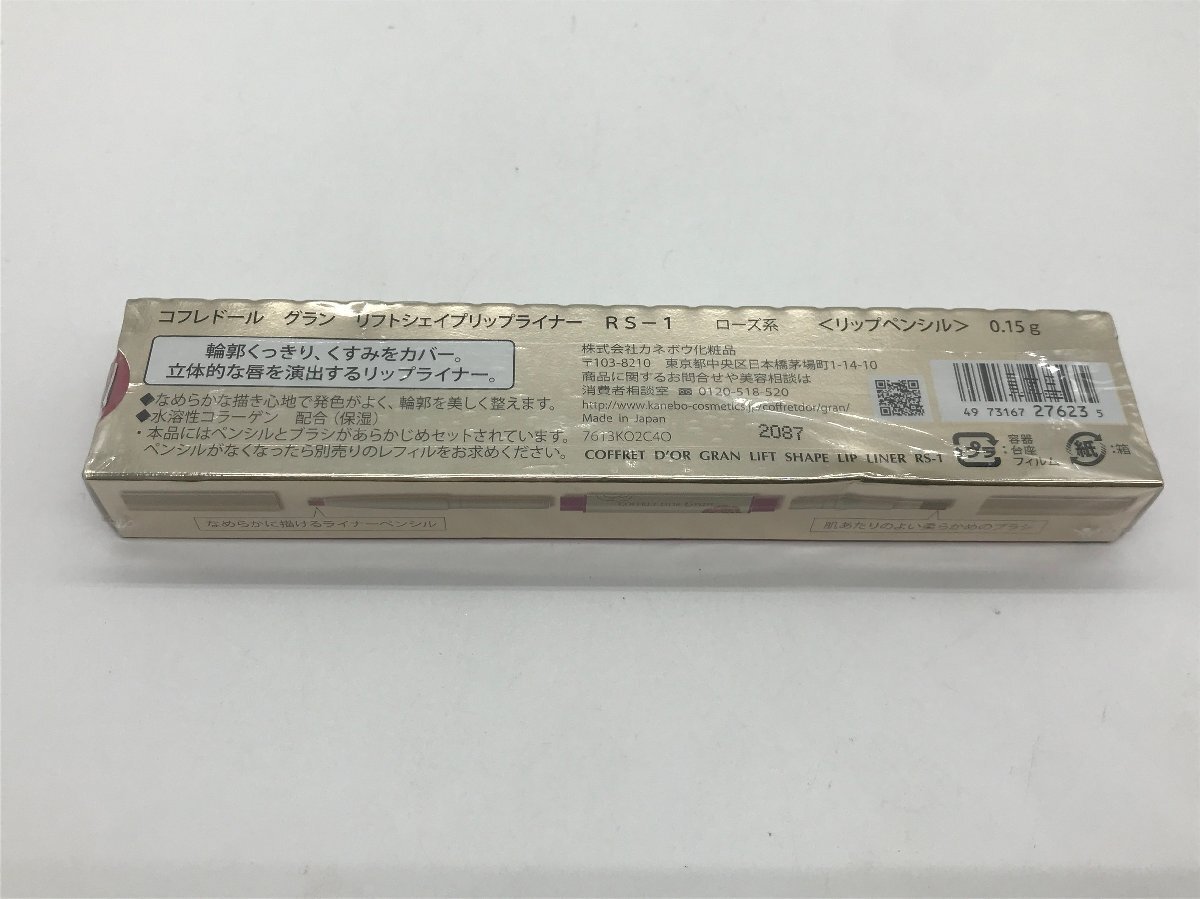 コフレドール グラン リフトシェイプリップライナー RS-1 ローズ系 <リップペンシル> 0.15g
輪郭くっきり、くすみをカバー。
立体的な唇を演出するリップライナー。
◆なめらかな描き心地で発色がよく、輪郭を美しく整えます。
◆水溶性コラーゲン 配合（保湿）
・本品にはペンシルとブラシがあらかじめセットされています。
ペンシルがなくなったら別売りのレフィルをお求めください。
株式会社カネボウ化粧品
〒103-8210 東京都中央区日本橋茅場町1-14-10
商品に関するお問合せや美容相談は
消費者相談室 ☎ 0120-518-520
http://www.kanebo-cosmetics.jp/coffretdor/gran/
Made in Japan
7613KO2C4O 2087
COFFRET D'OR GRAN LIFT SHAPE LIP LINER RS-1
4973167 276235
プラ :容器 台座 フィルム
紙 :箱
なめらかに描けるライナーペンシル
肌あたりのよい柔らかめのブラシ